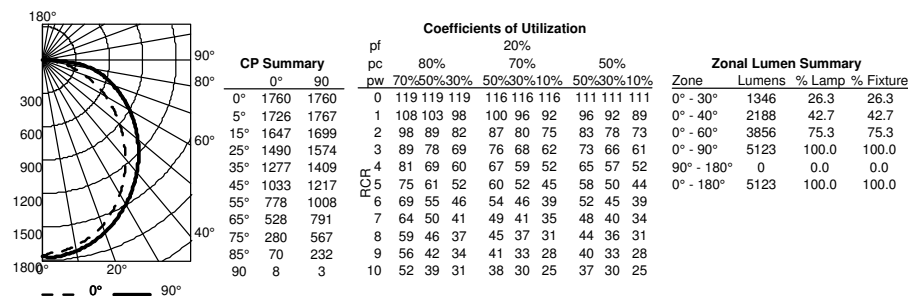 180°
90°
80°
60°
40°
20°
0°
300
600
900
1200
1500
1800
0° 90°
CP Summary
0° 90
0° 1760 1760
5° 1726 1767
15° 1647 1699
25° 1490 1574
35° 1277 1409
45° 1033 1217
55° 778 1008
65° 528 791
75° 280 567
85° 70 232
90 8 3
Coefficients of Utilization
pf 20%
pc 80% 70% 50%
pw 70%50%30% 50%30%10% 50%30%10%
RCR
0 119 119 119 116 116 116 111 111 111
1 108 103 98 100 96 92 96 92 89
2 98 89 82 87 80 75 83 78 73
3 89 78 69 76 68 62 73 66 61
4 81 69 60 67 59 52 65 57 52
5 75 61 52 60 52 45 58 50 44
6 69 55 46 54 46 39 52 45 39
7 64 50 41 49 41 35 48 40 34
8 59 46 37 45 37 31 44 36 31
9 56 42 34 41 33 28 40 33 28
10 52 39 31 38 30 25 37 30 25
Zonal Lumen Summary
Zone Lumens % Lamp % Fixture
0° - 30° 1346 26.3 26.3
0° - 40° 2188 42.7 42.7
0° - 60° 3856 75.3 75.3
0° - 90° 5123 100.0 100.0
90° - 180° 0 0.0 0.0
0° - 180° 5123 100.0 100.0